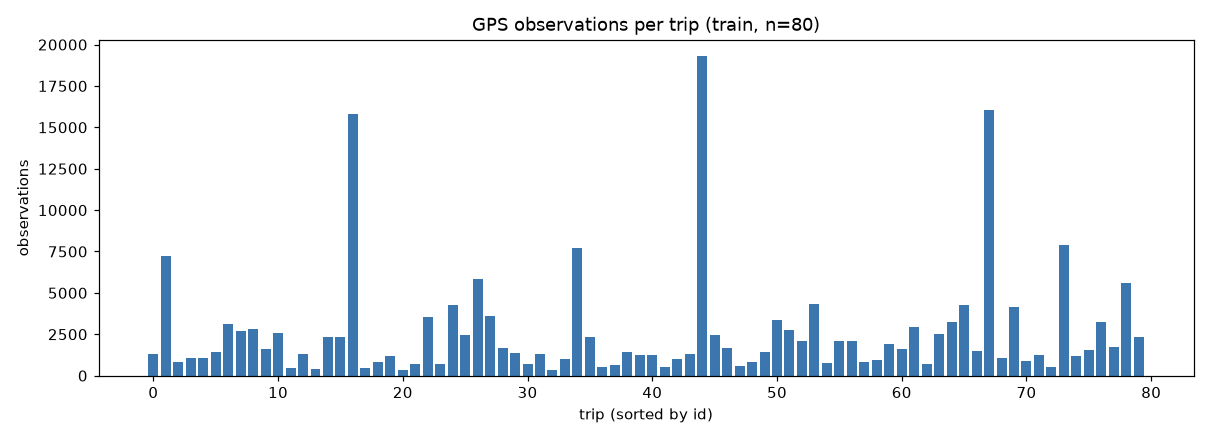 GPS observations per trip (train, n=80)
20000
17500
15000
12500
10000
7500
5000
2500
0
observations
0 10 20 30 40 50 60 70 80
trip (sorted by id)